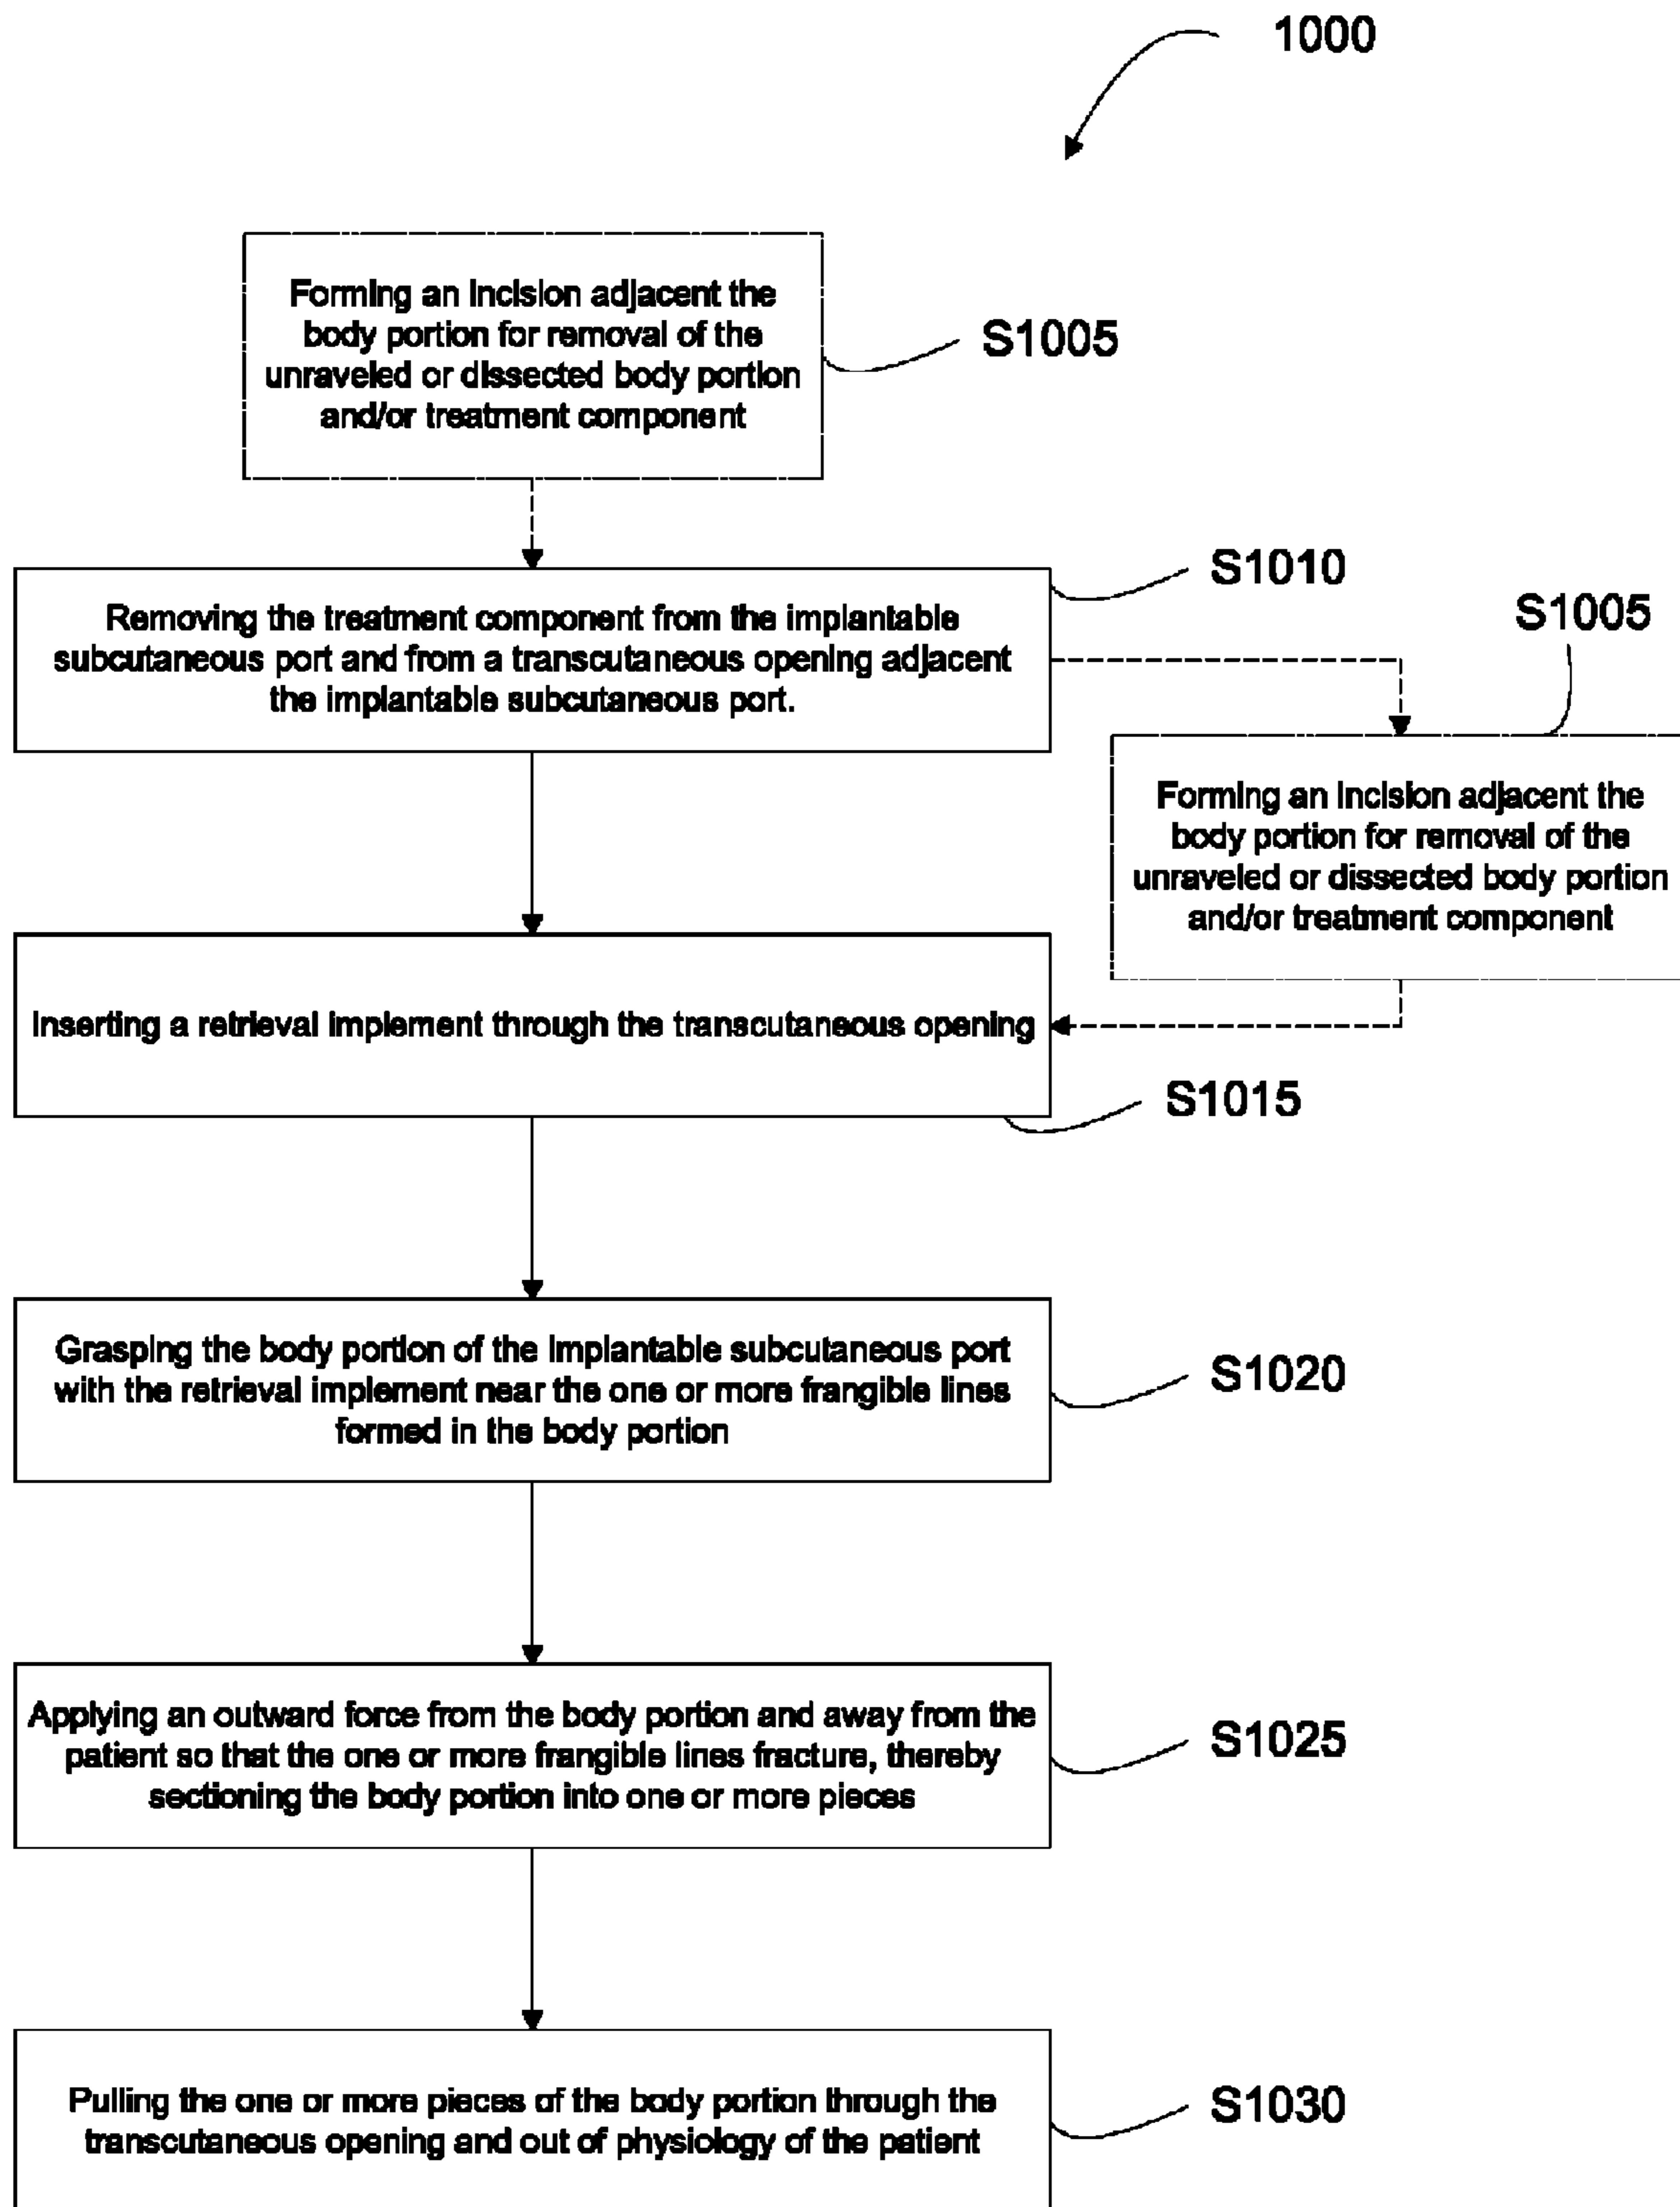 1000
Forming an incision adjacent the
body portion for removal of the
unraveled or dissected body portion
and/or treatment component
S1005
S1010
Removing the treatment component from the implantable
subcutaneous port and from a transcutaneous opening adjacent
the implantable subcutaneous port.
S1005
Forming an incision adjacent the
body portion for removal of the
unraveled or dissected body portion
and/or treatment component
Inserting a retrieval implement through the transcutaneous opening
S1015
Grasping the body portion of the implantable subcutaneous port
with the retrieval implement near the one or more frangible lines
formed in the body portion
S1020
Applying an outward force from the body portion and away from the
patient so that the one or more frangible lines fracture, thereby
sectioning the body portion into one or more pieces
S1025
Pulling the one or more pieces of the body portion through the
transcutaneous opening and out of physiology of the patient
S1030